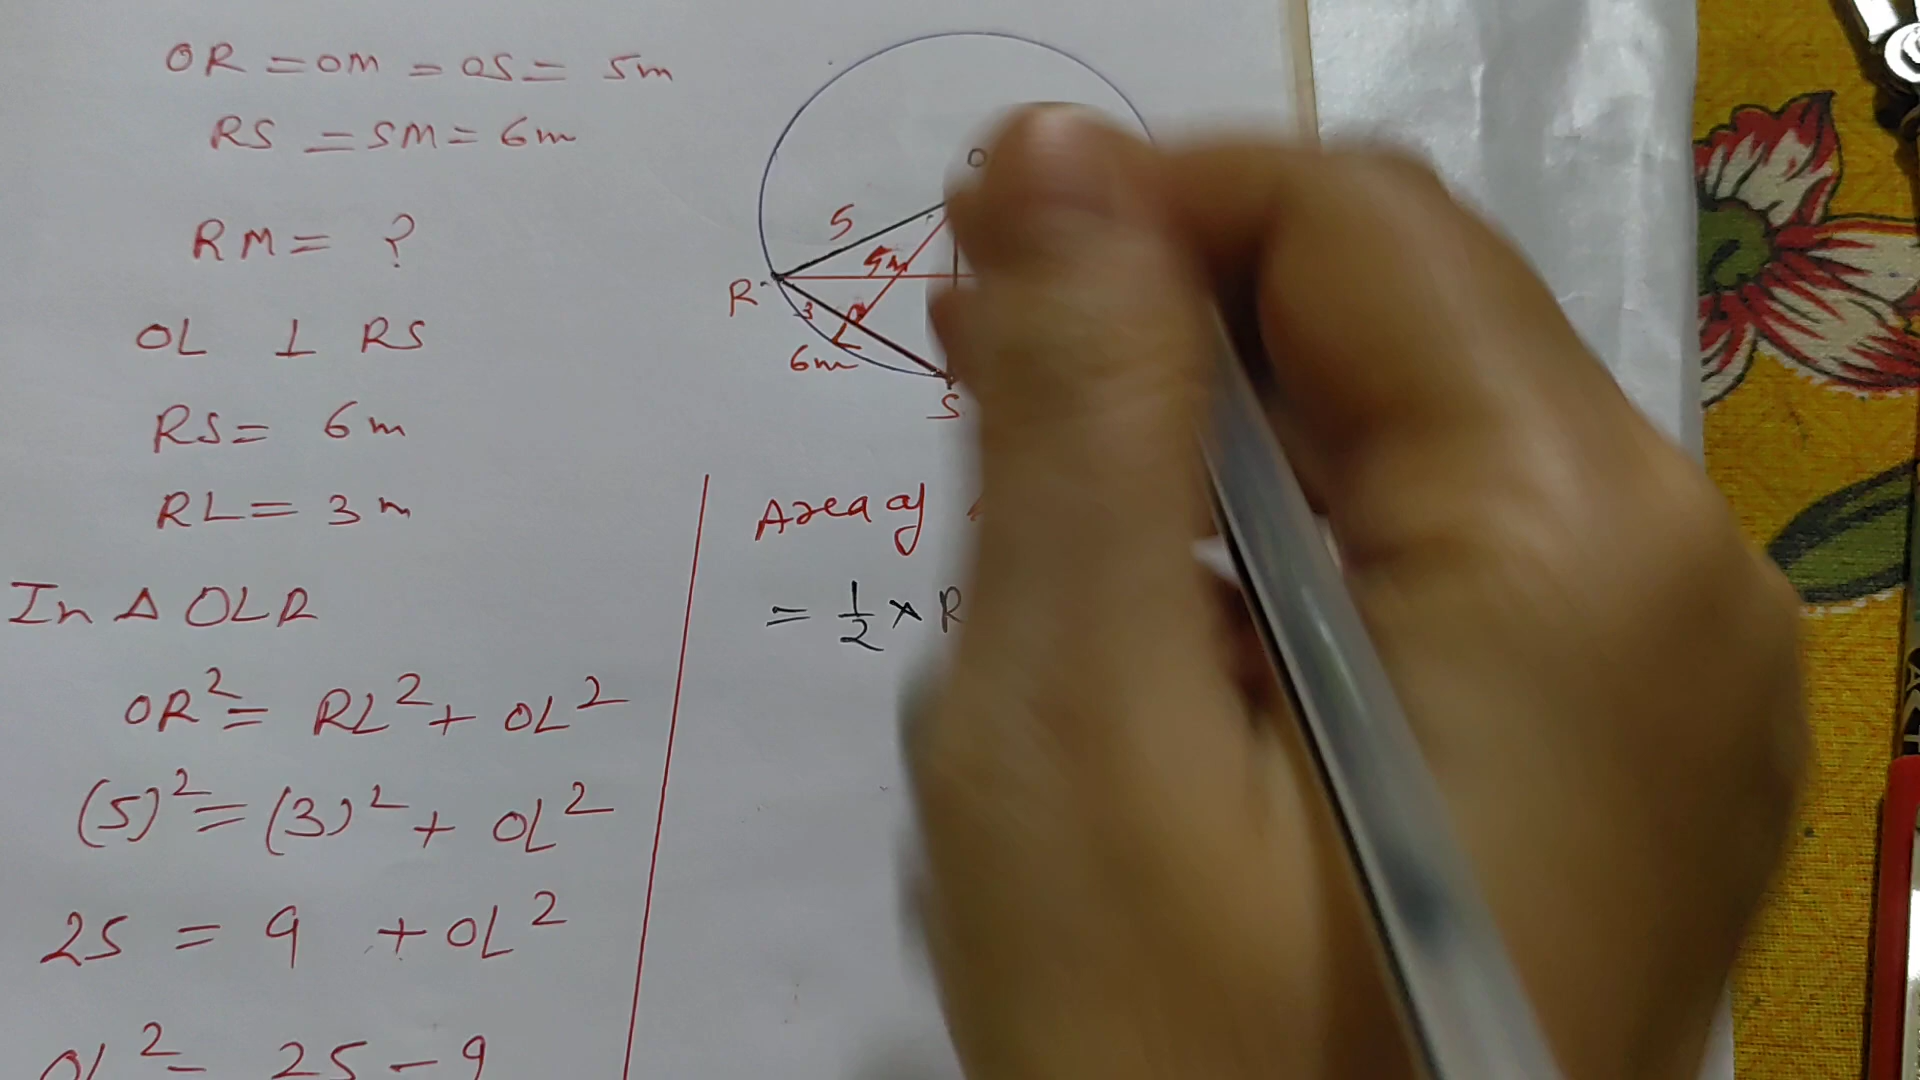 OR = OM = OS = 5m
RS = SM = 6m
RM = ?
OL ⊥ RS
RS = 6m
RL = 3m
In Δ OLR
OR² = RL² + OL²
(5)² = (3)² + OL²
25 = 9 + OL²
OL² = 25 - 9
O
5
5m
R
3
6m
L
S
Area of
= 1/2 × R